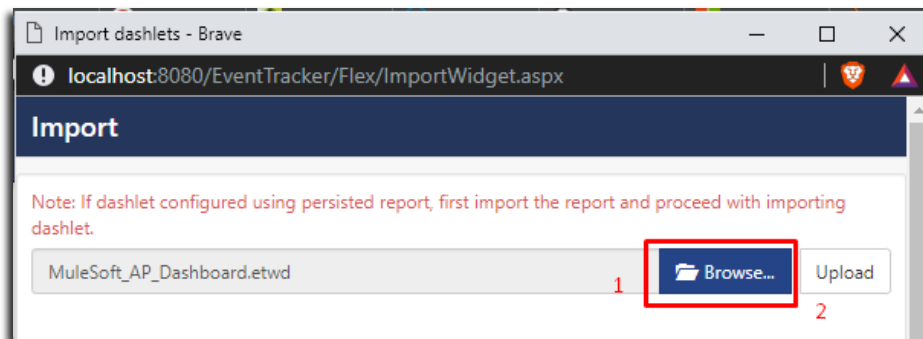 Import dashlets - Brave
localhost:8080/EventTracker/Flex/ImportWidget.aspx
Import
Note: If dashlet configured using persisted report, first import the report and proceed with importing
dashlet.
MuleSoft_AP_Dashboard.etwd
1
Browse...
Upload
2